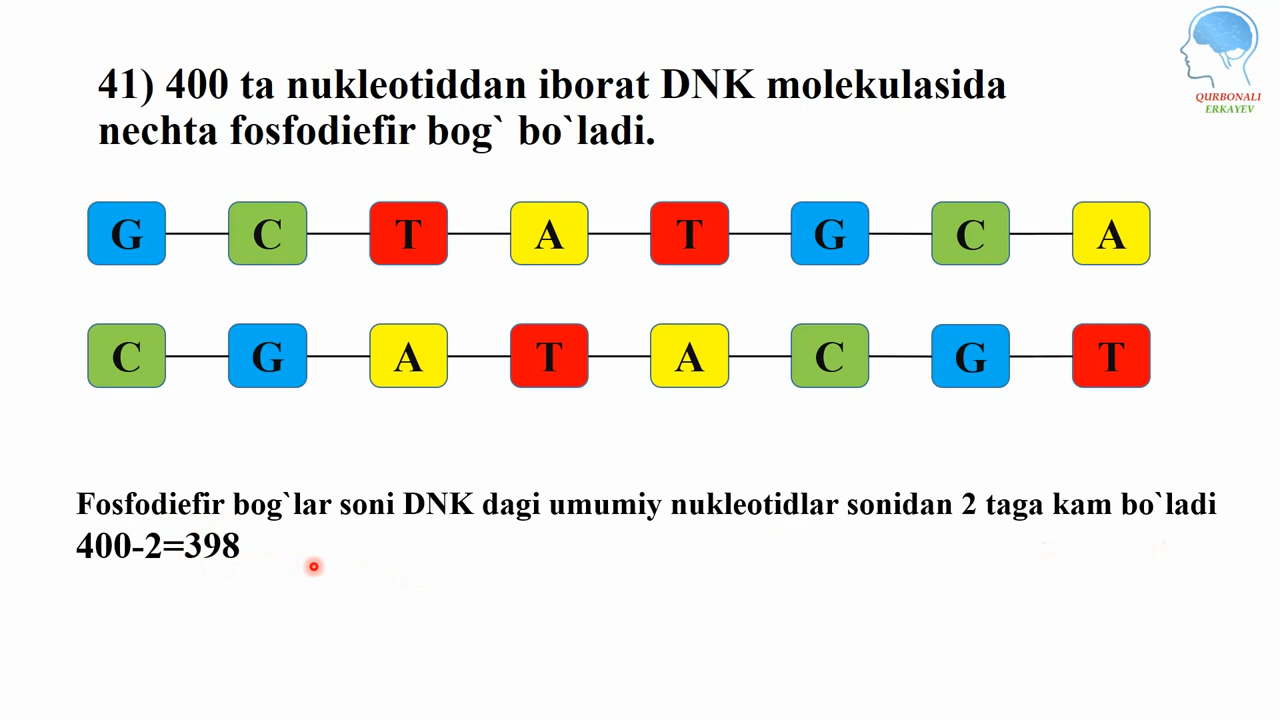 QURBONALI
ERKAYEV
41) 400 ta nukleotiddan iborat DNK molekulasida
nechta fosfodiefir bog` bo`ladi.
G C T A T G C A
C G A T A C G T
Fosfodiefir bog`lar soni DNK dagi umumiy nukleotidlar sonidan 2 taga kam bo`ladi
400-2=398